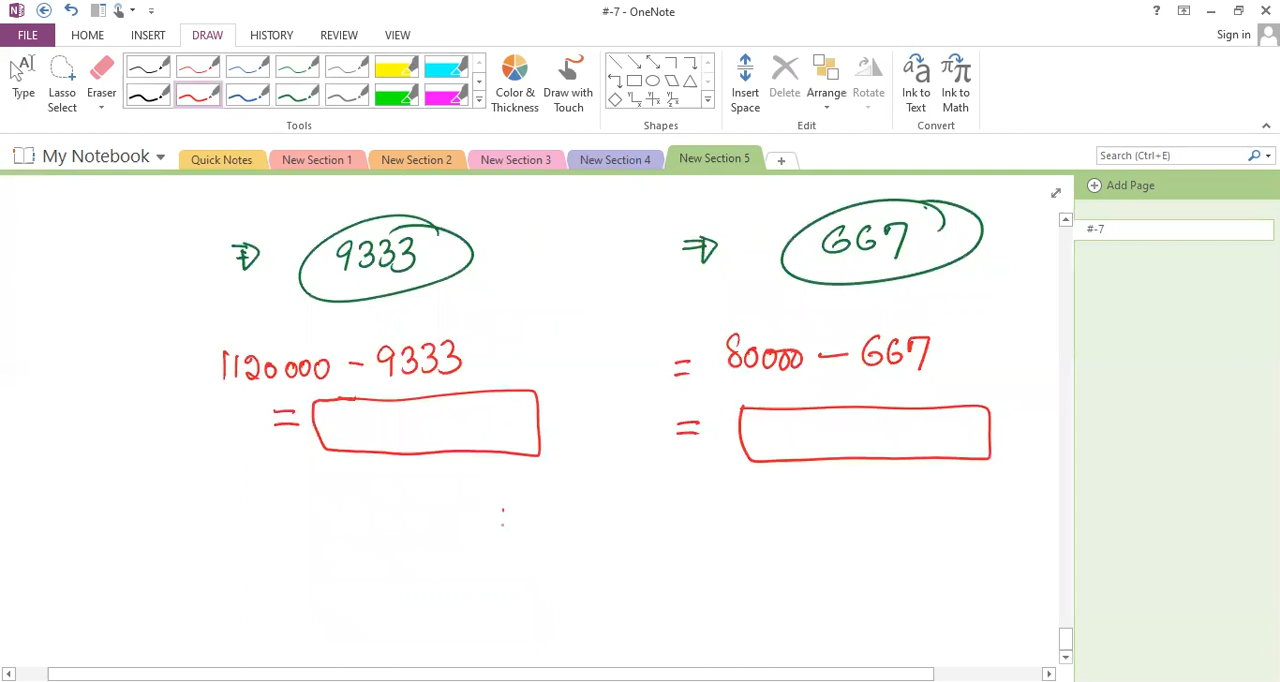 #-7 - OneNote
?
FILE HOME INSERT DRAW HISTORY REVIEW VIEW
Sign in
Type
Lasso Select
Eraser
Color & Thickness
Draw with Touch
Insert Space
Delete
Arrange
Rotate
Ink to Text
Ink to Math
Tools
Shapes
Edit
Convert
My Notebook
Quick Notes New Section 1 New Section 2 New Section 3 New Section 4 New Section 5
Search (Ctrl+E)
Add Page
#-7
⇒ 9333
⇒ 667
1120000 - 9333
= 80000 - 667
=
=